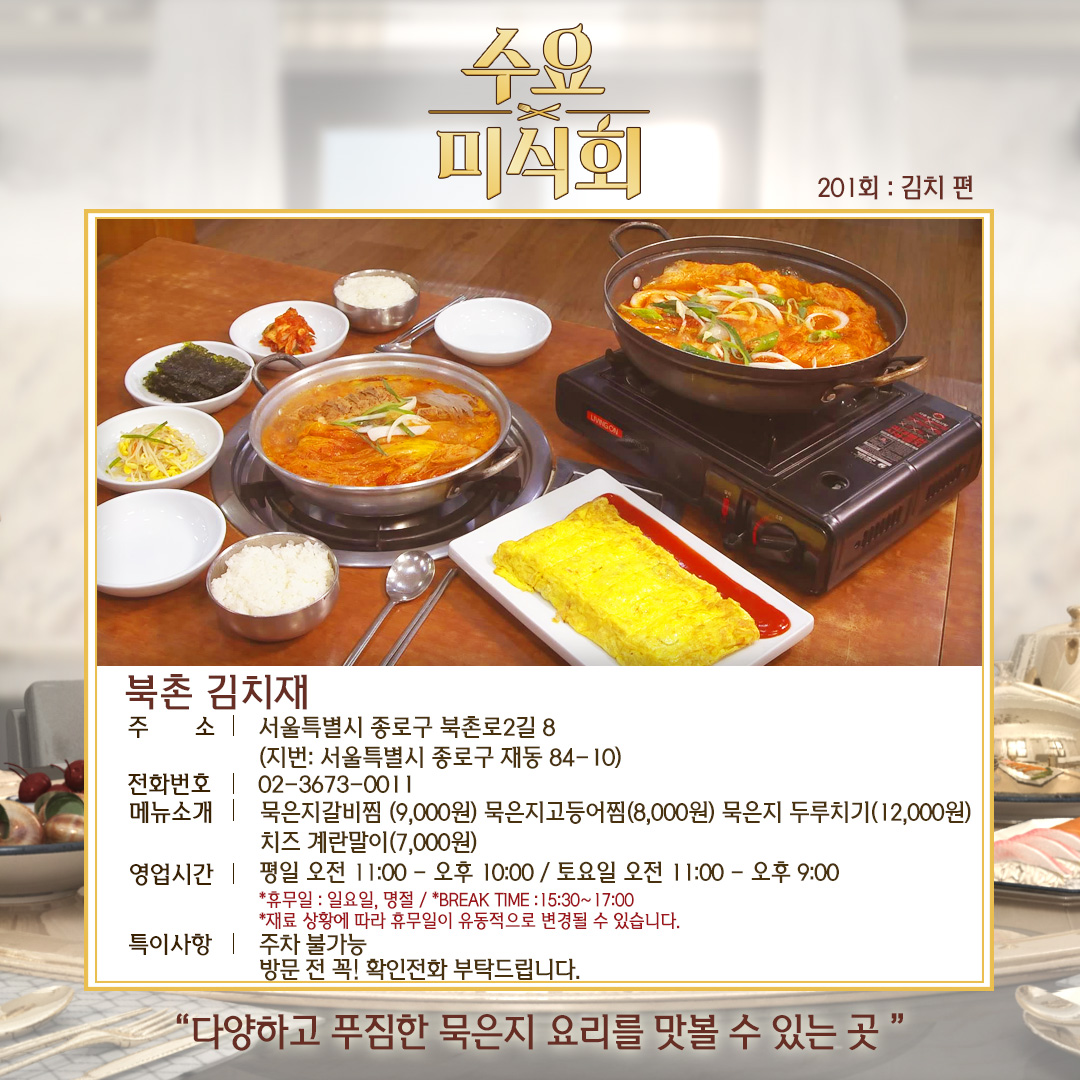 수요
미식회
201회 : 김치 편
LIVING ON
북촌 김치재
주 소 | 서울특별시 종로구 북촌로2길 8
(지번: 서울특별시 종로구 재동 84-10)
전화번호 | 02-3673-0011
메뉴소개 | 묵은지갈비찜 (9,000원) 묵은지고등어찜(8,000원) 묵은지 두루치기(12,000원)
치즈 계란말이(7,000원)
영업시간 | 평일 오전 11:00 - 오후 10:00 / 토요일 오전 11:00 - 오후 9:00
*휴무일 : 일요일, 명절 / *BREAK TIME :15:30~17:00
*재료 상황에 따라 휴무일이 유동적으로 변경될 수 있습니다.
특이사항 | 주차 불가능
방문 전 꼭! 확인전화 부탁드립니다.
“다양하고 푸짐한 묵은지 요리를 맛볼 수 있는 곳 ”